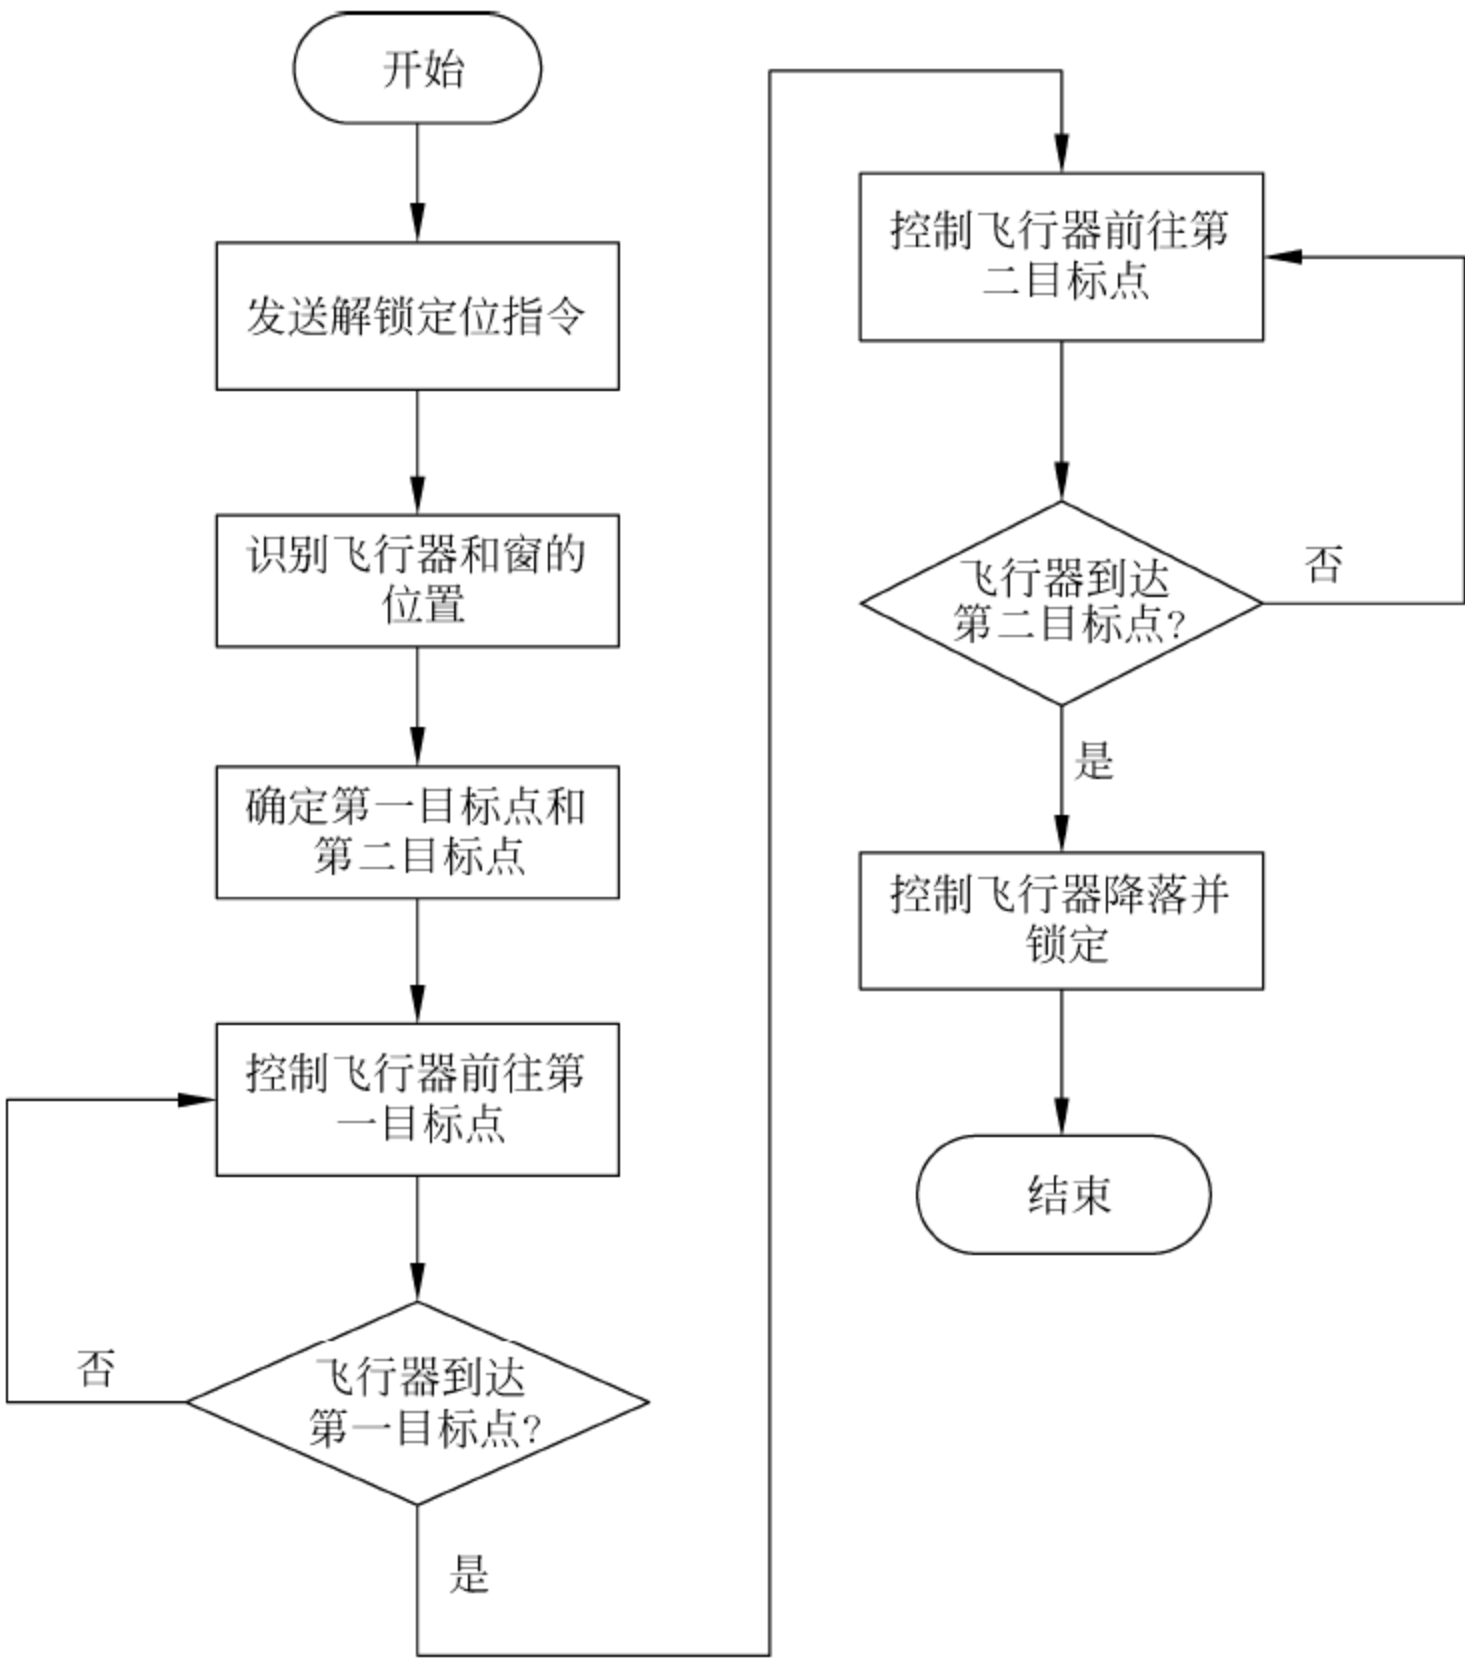 开始
发送解锁定位指令
识别飞行器和窗的
位置
确定第一目标点和
第二目标点
控制飞行器前往第
一目标点
否
飞行器到达
第一目标点?
是
控制飞行器前往第
二目标点
飞行器到达
第二目标点?
否
是
控制飞行器降落并
锁定
结束